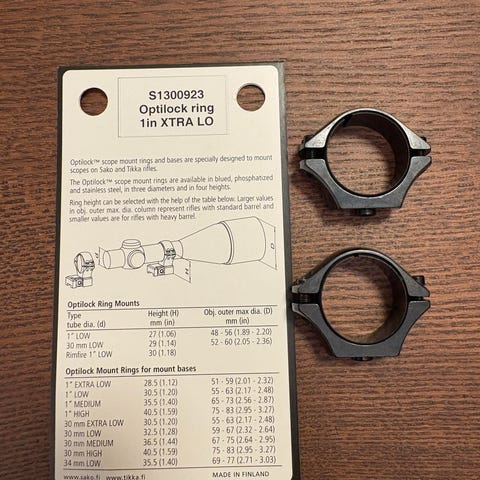 S1300923
Optilock ring
1in XTRA LO
Optilock™ scope mount rings and bases are specially designed to mount
scopes on Sako and Tikka rifles.
The Optilock™ scope mount rings are available in blued, phosphatized
and stainless steel, in three diameters and in four heights.
Ring height can be selected with the help of the table below. Larger values
in obj. outer max dia. column represent rifles with standard barrel and
smaller values are for rifles with heavy barrel.
d
H
D
Optilock Ring Mounts
Type Height (H) Obj. outer max dia. (D)
tube dia. (d) mm (in) mm (in)
1" LOW 27 (1.06) 48 - 56 (1.89 - 2.20)
30 mm LOW 29 (1.14) 52 - 60 (2.05 - 2.36)
Rimfire 1" LOW 30 (1.18)
Optilock Mount Rings for mount bases
1" EXTRA LOW 28.5 (1.12) 51 - 59 (2.01 - 2.32)
1" LOW 30.5 (1.20) 55 - 63 (2.17 - 2.48)
1" MEDIUM 35.5 (1.40) 65 - 73 (2.56 - 2.87)
1" HIGH 40.5 (1.59) 75 - 83 (2.95 - 3.27)
30 mm EXTRA LOW 30.5 (1.20) 55 - 63 (2.17 - 2.48)
30 mm LOW 32.5 (1.28) 59 - 67 (2.32 - 2.64)
30 mm MEDIUM 36.5 (1.44) 67 - 75 (2.64 - 2.95)
30 mm HIGH 40.5 (1.59) 75 - 83 (2.95 - 3.27)
34 mm LOW 35.5 (1.40) 69 - 77 (2.71 - 3.03)
www.sako.fi www.tikka.fi MADE IN FINLAND